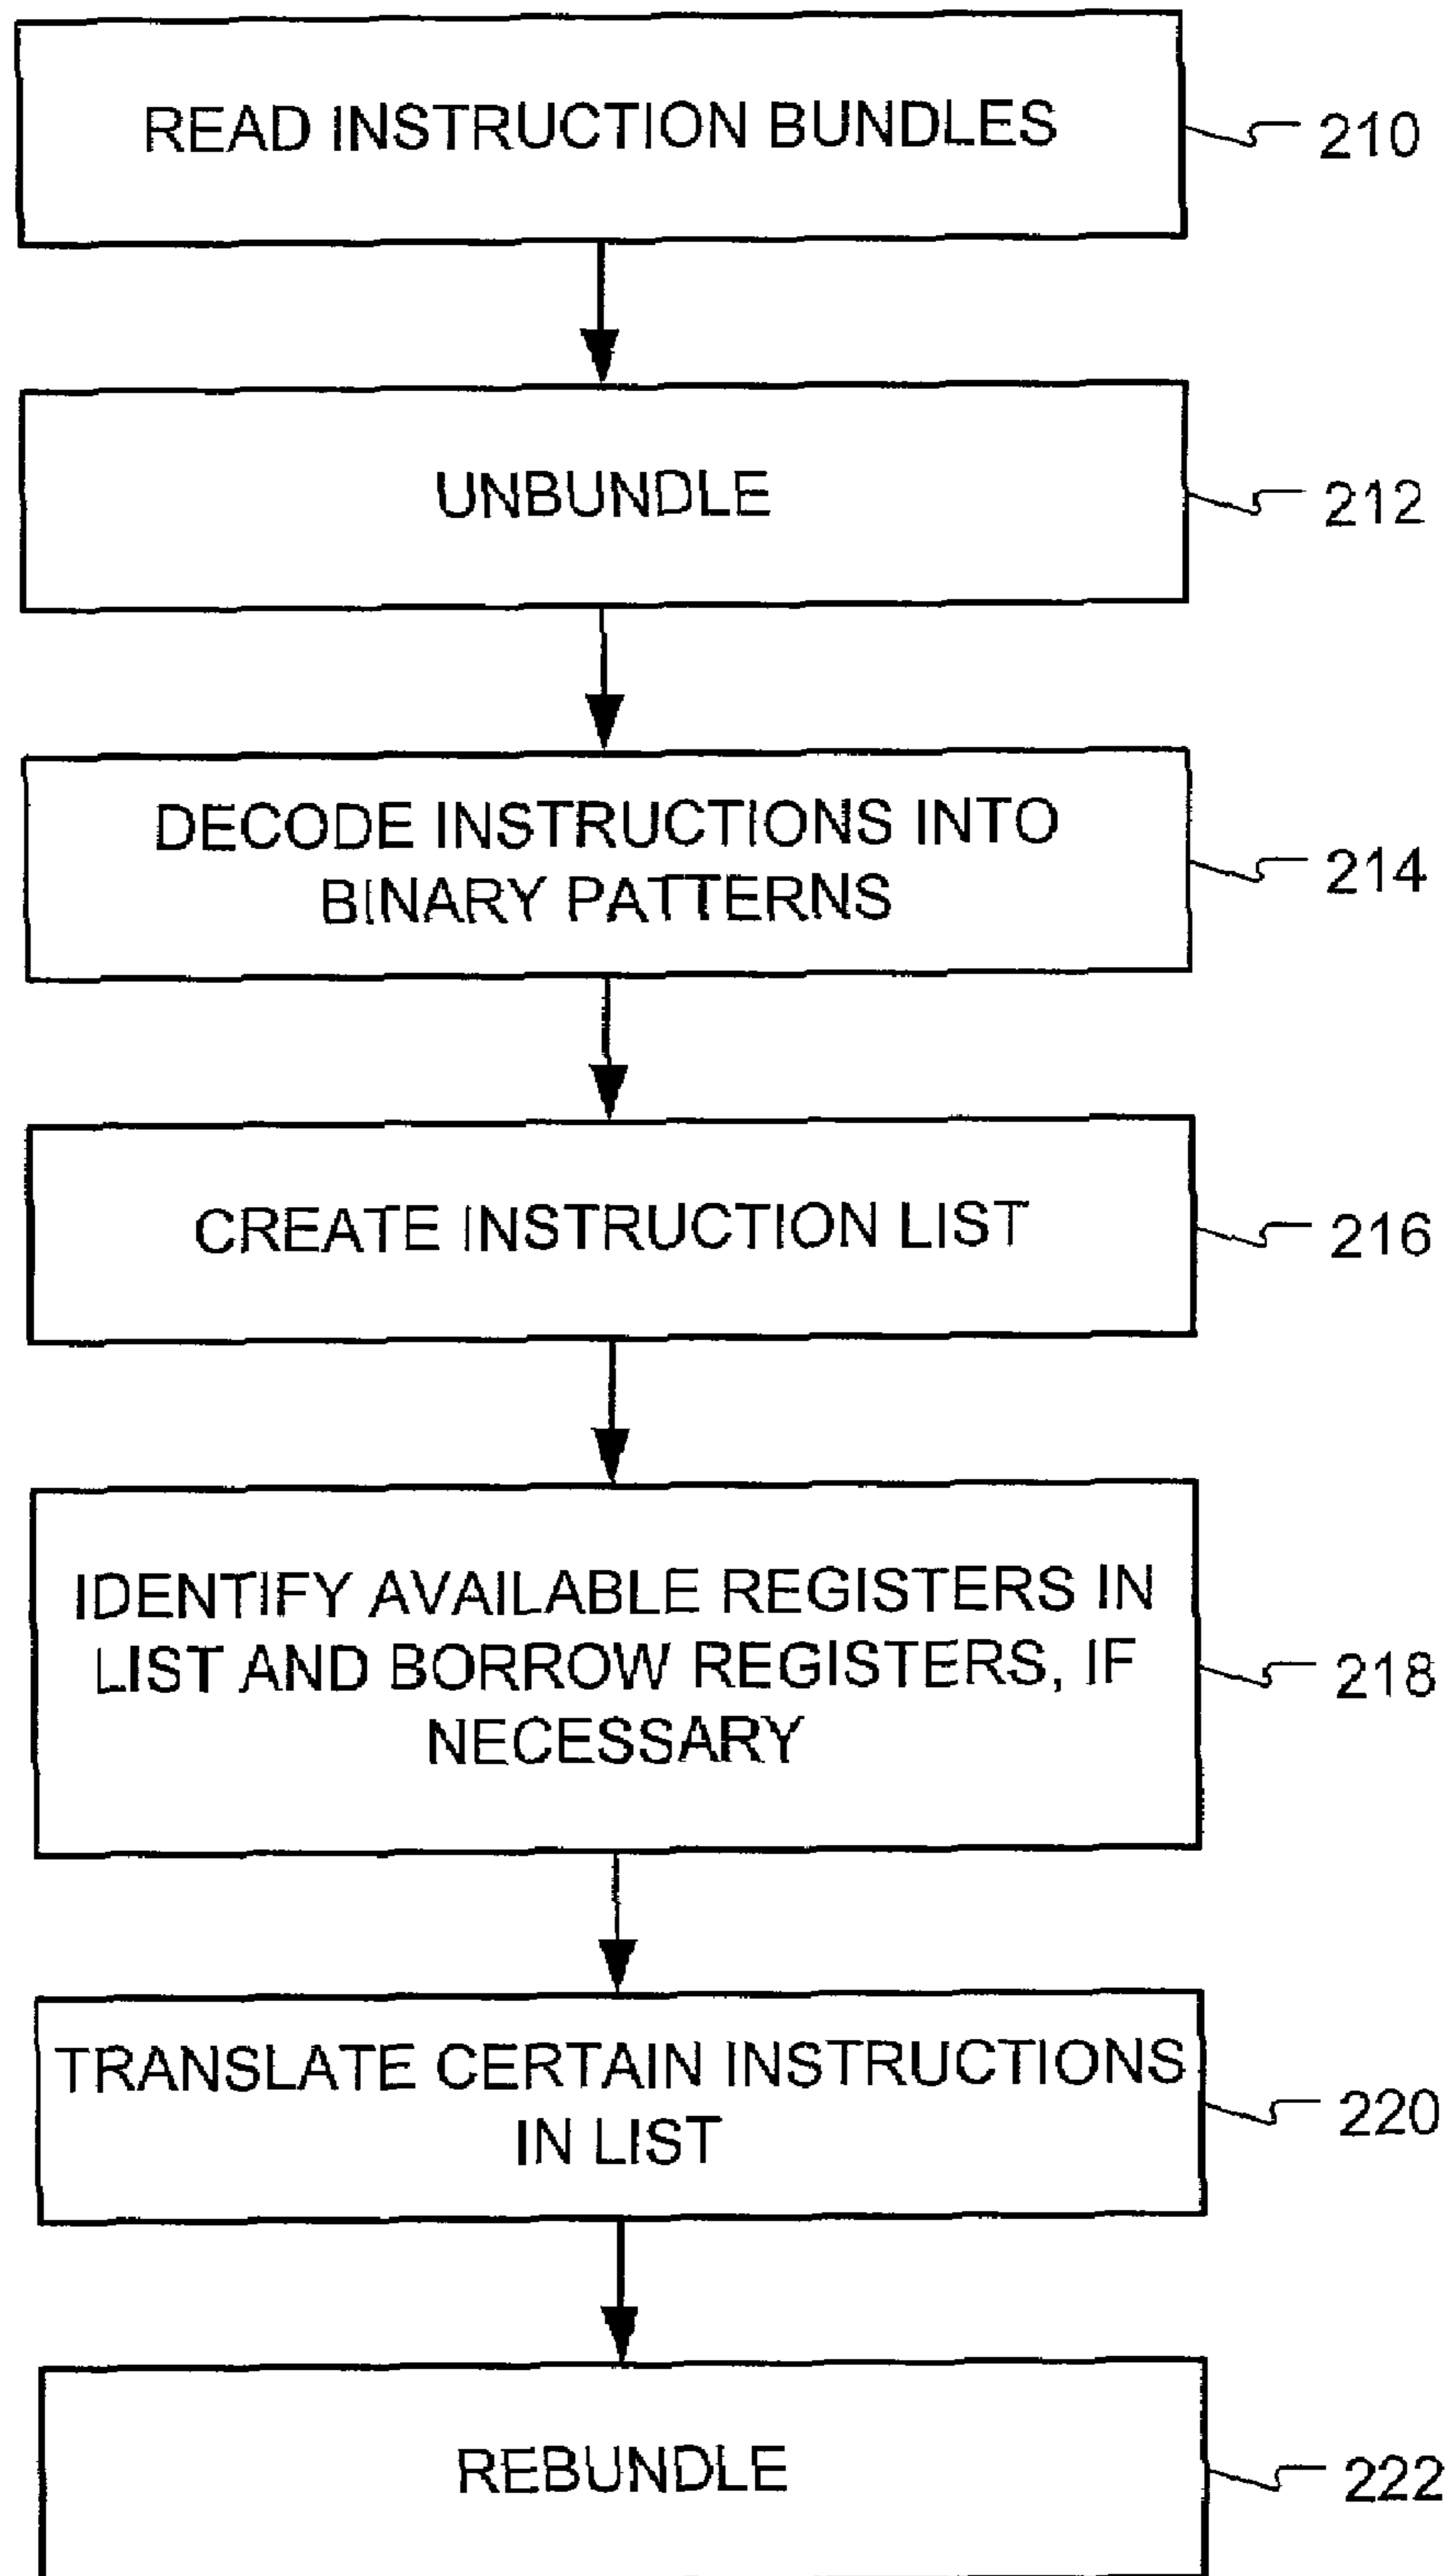 READ INSTRUCTION BUNDLES
210
UNBUNDLE
212
DECODE INSTRUCTIONS INTO
BINARY PATTERNS
214
CREATE INSTRUCTION LIST
216
IDENTIFY AVAILABLE REGISTERS IN
LIST AND BORROW REGISTERS, IF
NECESSARY
218
TRANSLATE CERTAIN INSTRUCTIONS
IN LIST
220
REBUNDLE
222